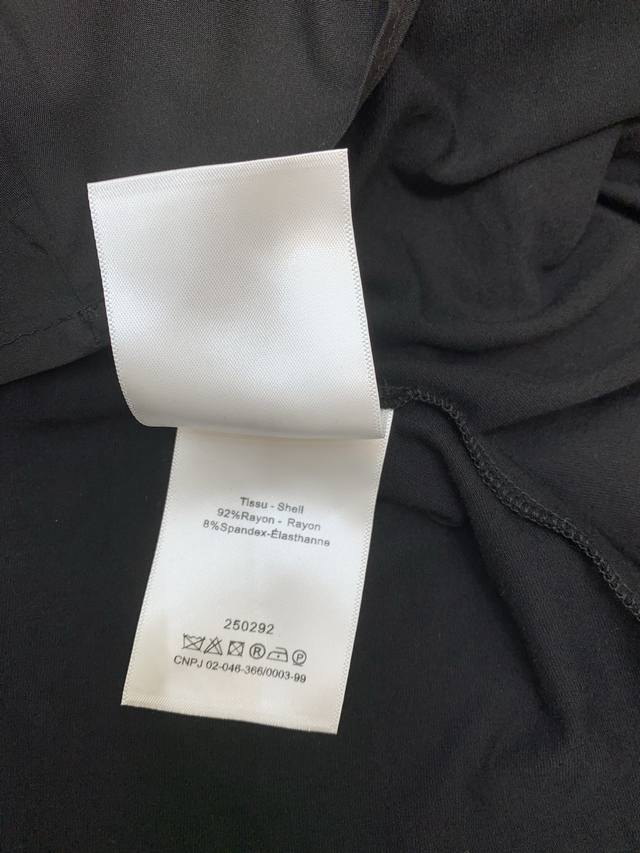 Tissu - Shell
92%Rayon - Rayon
8%Spandex-Élasthanne
250292
R P
CNPJ 02-046-366/0003-99